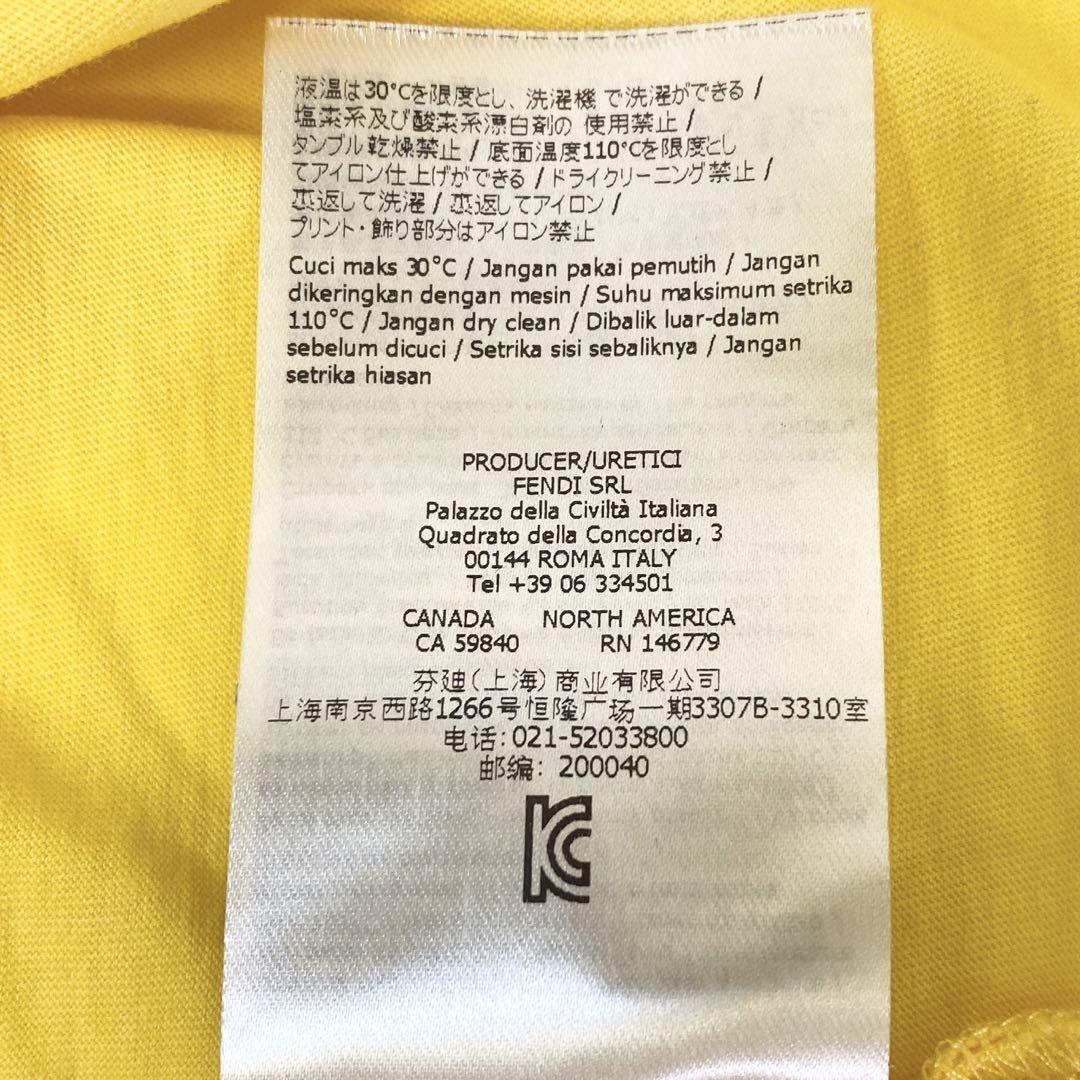 液温は30°Cを限度とし、洗濯機 で洗濯ができる /
塩素系及び酸素系漂白剤の 使用禁止 /
タンブル 乾燥禁止 / 底面温度110°Cを限度とし
てアイロン仕上げができる / ドライクリーニング禁止 /
裏返して洗濯 / 裏返してアイロン /
プリント・飾り部分はアイロン禁止
Cuci maks 30°C / Jangan pakai pemutih / Jangan
dikeringkan dengan mesin / Suhu maksimum setrika
110°C / Jangan dry clean / Dibalik luar-dalam
sebelum dicuci / Setrika sisi sebaliknya / Jangan
setrika hiasan
PRODUCER/URETICI
FENDI SRL
Palazzo della Civiltà Italiana
Quadrato della Concordia, 3
00144 ROMA ITALY
Tel +39 06 334501
CANADA NORTH AMERICA
CA 59840 RN 146779
芬迪(上海)商业有限公司
上海南京西路1266号恒隆广场一期3307B-3310室
电话:021-52033800
邮编: 200040
KC